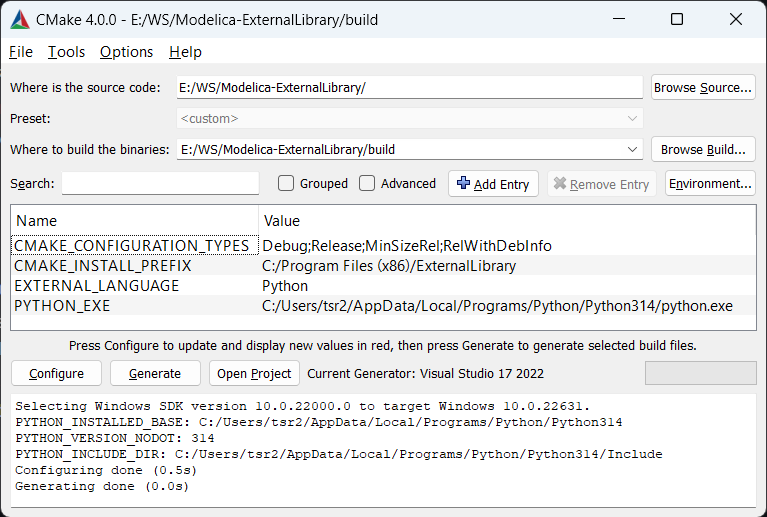 CMake 4.0.0 - E:/WS/Modelica-ExternalLibrary/build
File Tools Options Help
Where is the source code: E:/WS/Modelica-ExternalLibrary/ Browse Source...
Preset: <custom>
Where to build the binaries: E:/WS/Modelica-ExternalLibrary/build Browse Build...
Search: Grouped Advanced Add Entry Remove Entry Environment...
Name Value
CMAKE_CONFIGURATION_TYPES Debug;Release;MinSizeRel;RelWithDebInfo
CMAKE_INSTALL_PREFIX C:/Program Files (x86)/ExternalLibrary
EXTERNAL_LANGUAGE Python
PYTHON_EXE C:/Users/tsr2/AppData/Local/Programs/Python/Python314/python.exe
Press Configure to update and display new values in red, then press Generate to generate selected build files.
Configure Generate Open Project Current Generator: Visual Studio 17 2022
Selecting Windows SDK version 10.0.22000.0 to target Windows 10.0.22631.
PYTHON_INSTALLED_BASE: C:/Users/tsr2/AppData/Local/Programs/Python/Python314
PYTHON_VERSION_NODOT: 314
PYTHON_INCLUDE_DIR: C:/Users/tsr2/AppData/Local/Programs/Python/Python314/Include
Configuring done (0.5s)
Generating done (0.0s)